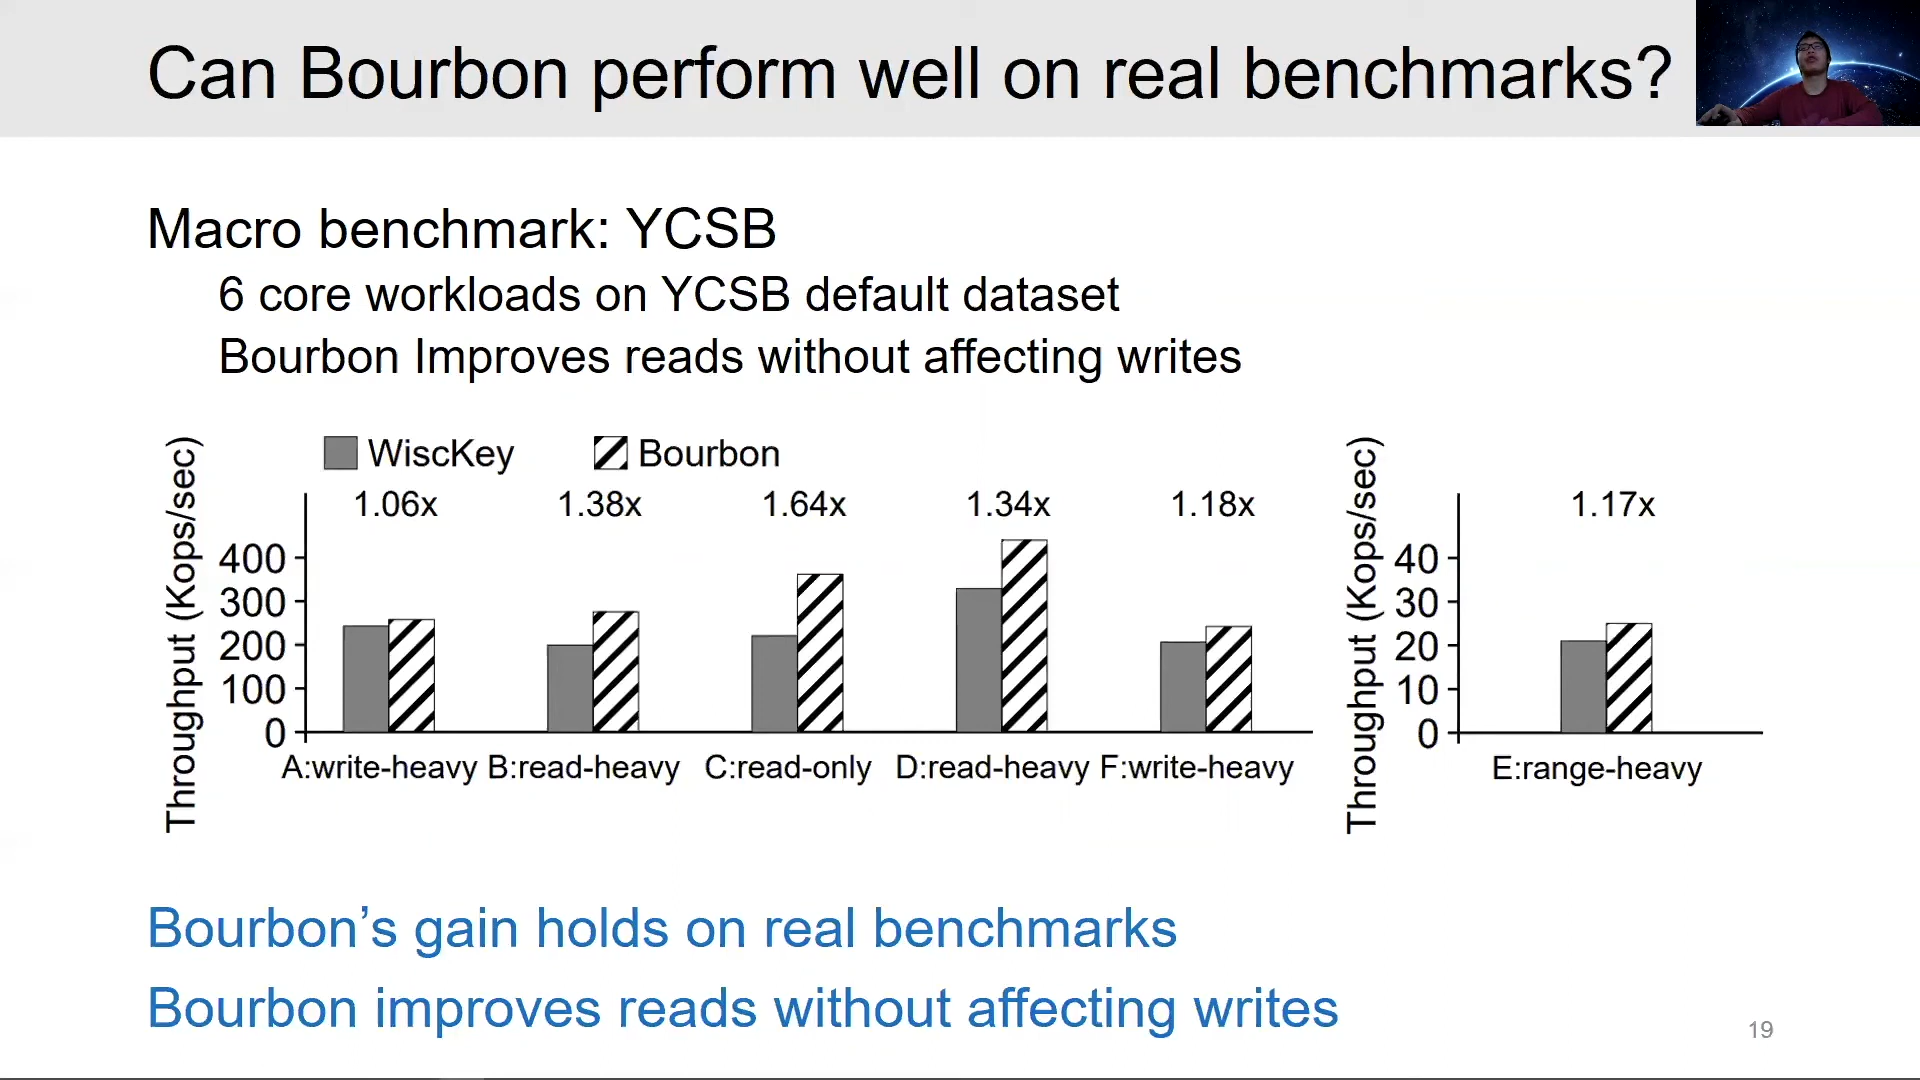 Can Bourbon perform well on real benchmarks?
Macro benchmark: YCSB
6 core workloads on YCSB default dataset
Bourbon Improves reads without affecting writes
WiscKey Bourbon
Throughput (Kops/sec)
1.06x 1.38x 1.64x 1.34x 1.18x
400
300
200
100
0
A:write-heavy B:read-heavy C:read-only D:read-heavy F:write-heavy
Throughput (Kops/sec)
1.17x
40
30
20
10
0
E:range-heavy
Bourbon’s gain holds on real benchmarks
Bourbon improves reads without affecting writes
19